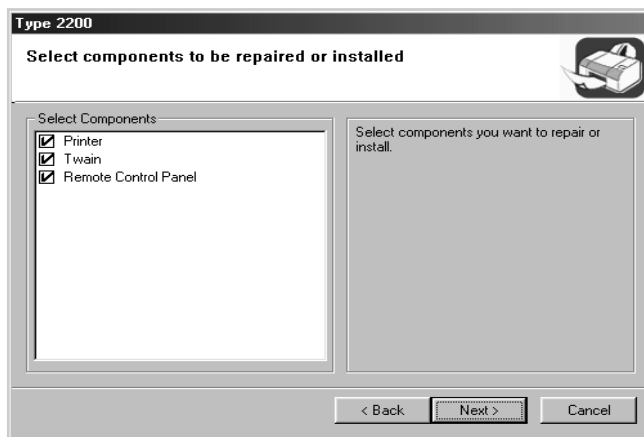 Type 2200
Select components to be repaired or installed
Select Components
Printer
Twain
Remote Control Panel
Select components you want to repair or
install.
< Back
Next >
Cancel